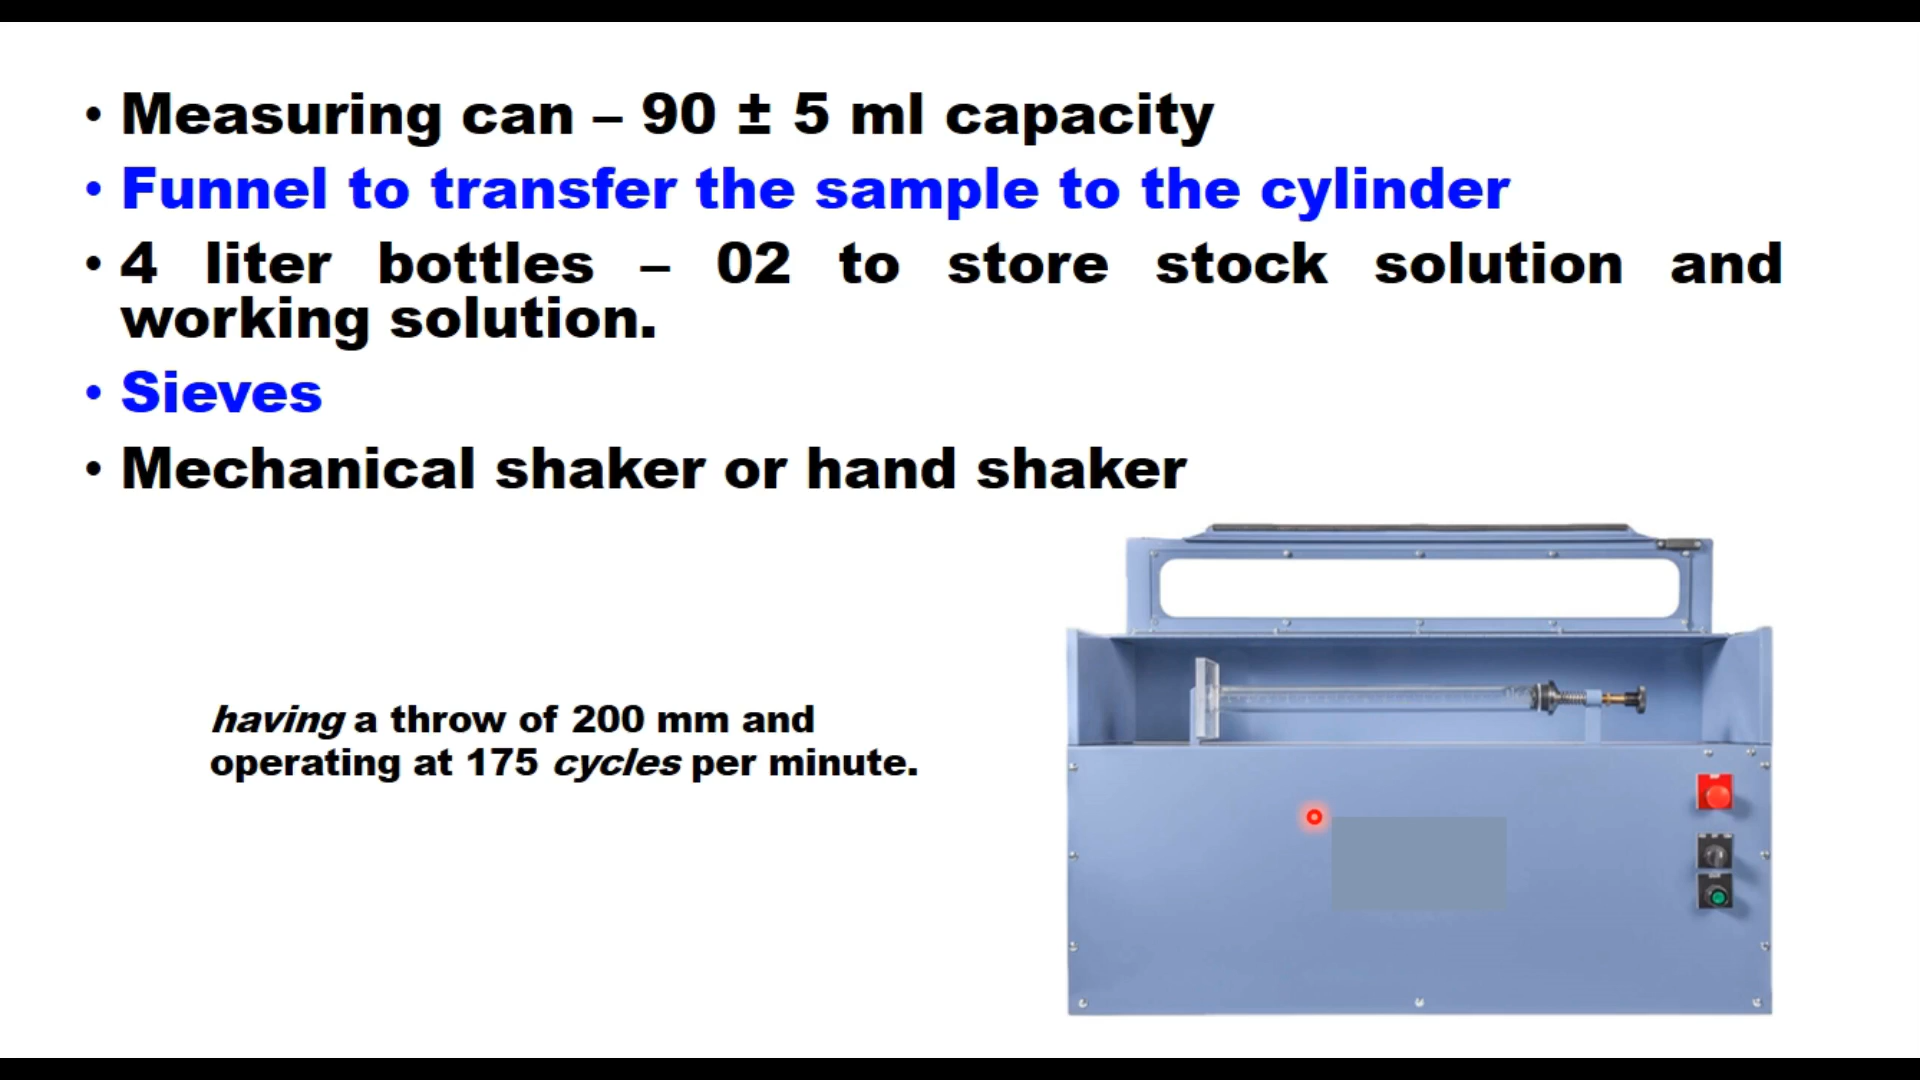 • Measuring can – 90 ± 5 ml capacity
• Funnel to transfer the sample to the cylinder
• 4 liter bottles – 02 to store stock solution and
working solution.
• Sieves
• Mechanical shaker or hand shaker
having a throw of 200 mm and
operating at 175 cycles per minute.